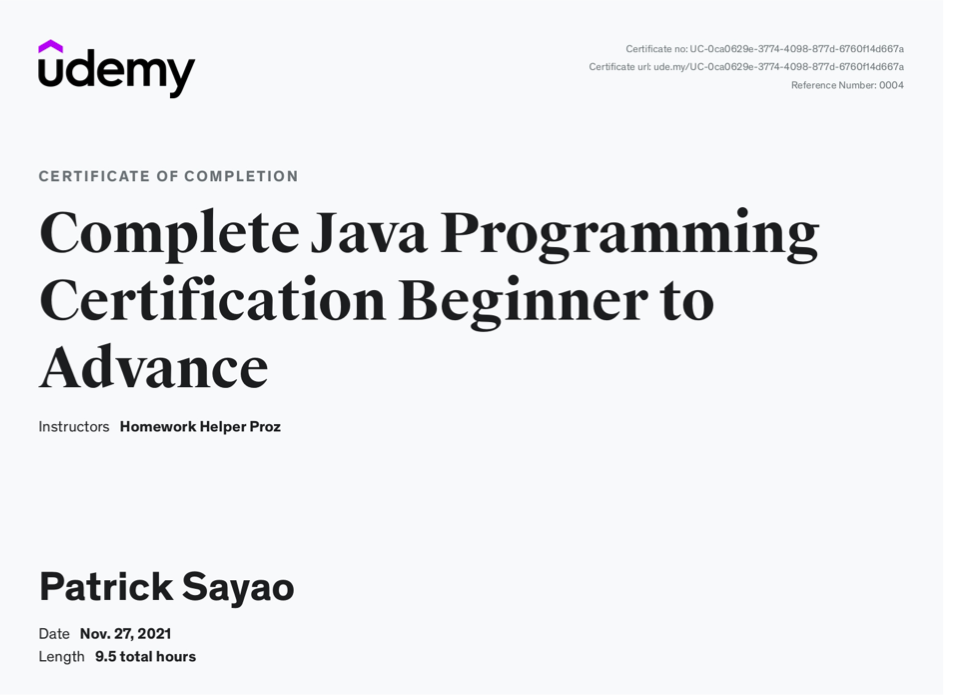 udemy
Certificate no: UC-0ca0629e-3774-4098-877d-6760f14d667a
Certificate url: ude.my/UC-0ca0629e-3774-4098-877d-6760f14d667a
Reference Number: 0004
CERTIFICATE OF COMPLETION
Complete Java Programming
Certification Beginner to
Advance
Instructors Homework Helper Proz
Patrick Sayao
Date Nov. 27, 2021
Length 9.5 total hours